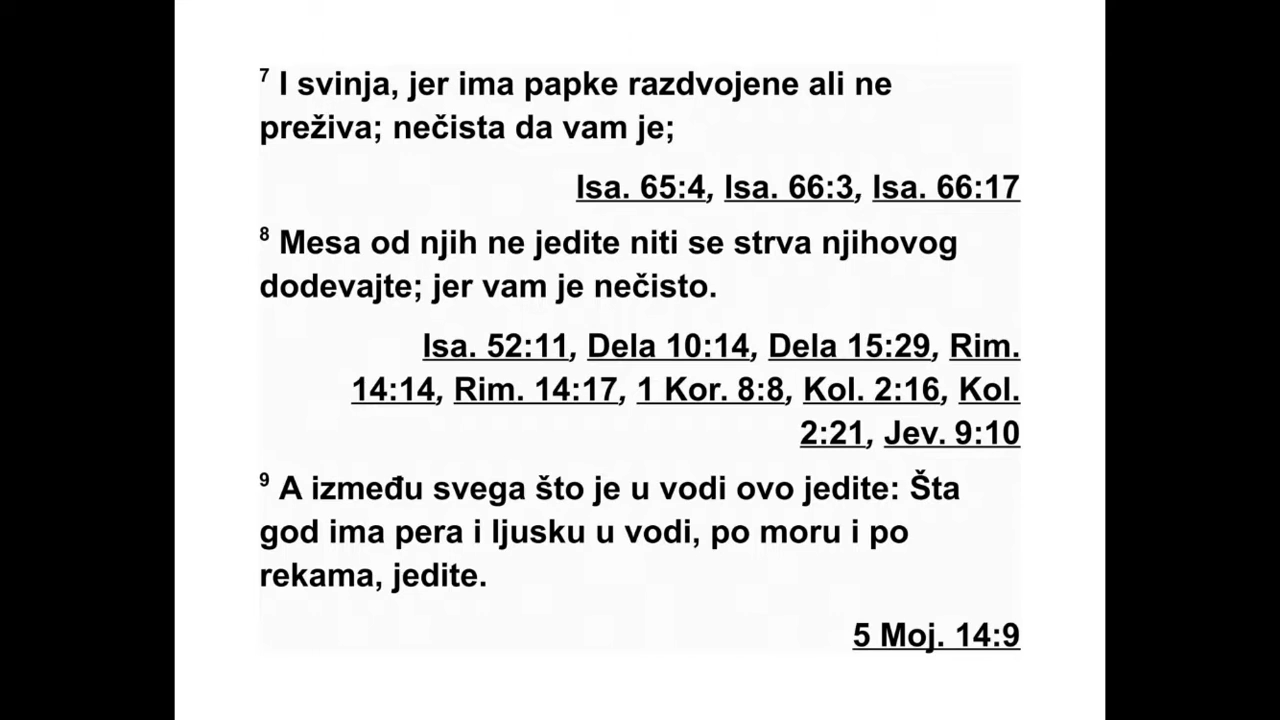 7 I svinja, jer ima papke razdvojene ali ne
preživa; nečista da vam je;
Isa. 65:4, Isa. 66:3, Isa. 66:17
8 Mesa od njih ne jedite niti se strva njihovog
dodevajte; jer vam je nečisto.
Isa. 52:11, Dela 10:14, Dela 15:29, Rim.
14:14, Rim. 14:17, 1 Kor. 8:8, Kol. 2:16, Kol.
2:21, Jev. 9:10
9 A između svega što je u vodi ovo jedite: Šta
god ima pera i ljusku u vodi, po moru i po
rekama, jedite.
5 Moj. 14:9